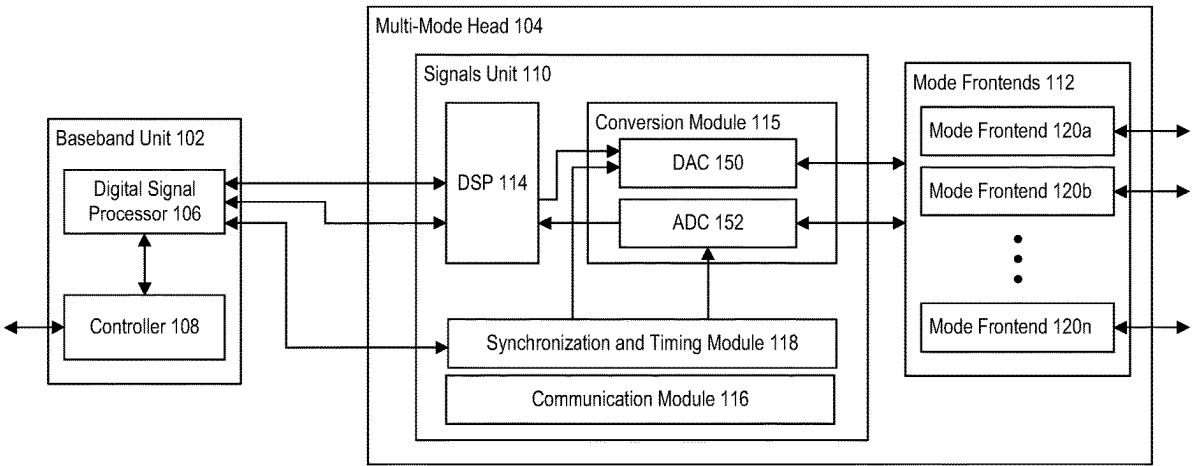 Multi-Mode Head 104
Signals Unit 110
Mode Frontends 112
Baseband Unit 102
Conversion Module 115
Mode Frontend 120a
DAC 150
Digital Signal
Processor 106
DSP 114
Mode Frontend 120b
ADC 152
Controller 108
Mode Frontend 120n
Synchronization and Timing Module 118
Communication Module 116